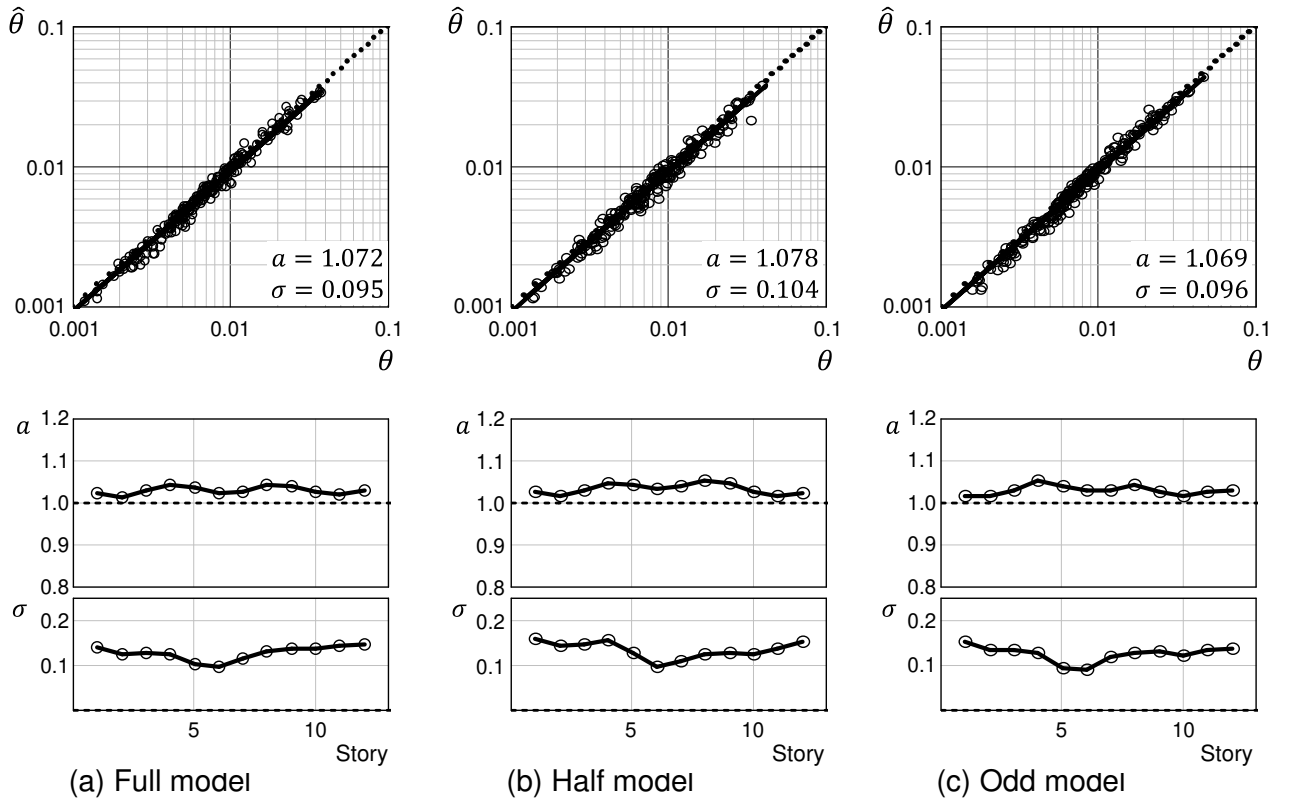 θ̂
0.1
0.01
0.001
a = 1.072
σ = 0.095
0.001
0.01
0.1
θ
θ̂
0.1
0.01
0.001
a = 1.078
σ = 0.104
0.001
0.01
0.1
θ
θ̂
0.1
0.01
0.001
a = 1.069
σ = 0.096
0.001
0.01
0.1
θ
a
1.2
1.1
1.0
0.9
0.8
σ
0.2
0.1
5
10
Story
(a) Full model
a
1.2
1.1
1.0
0.9
0.8
σ
0.2
0.1
5
10
Story
(b) Half model
a
1.2
1.1
1.0
0.9
0.8
σ
0.2
0.1
5
10
Story
(c) Odd model